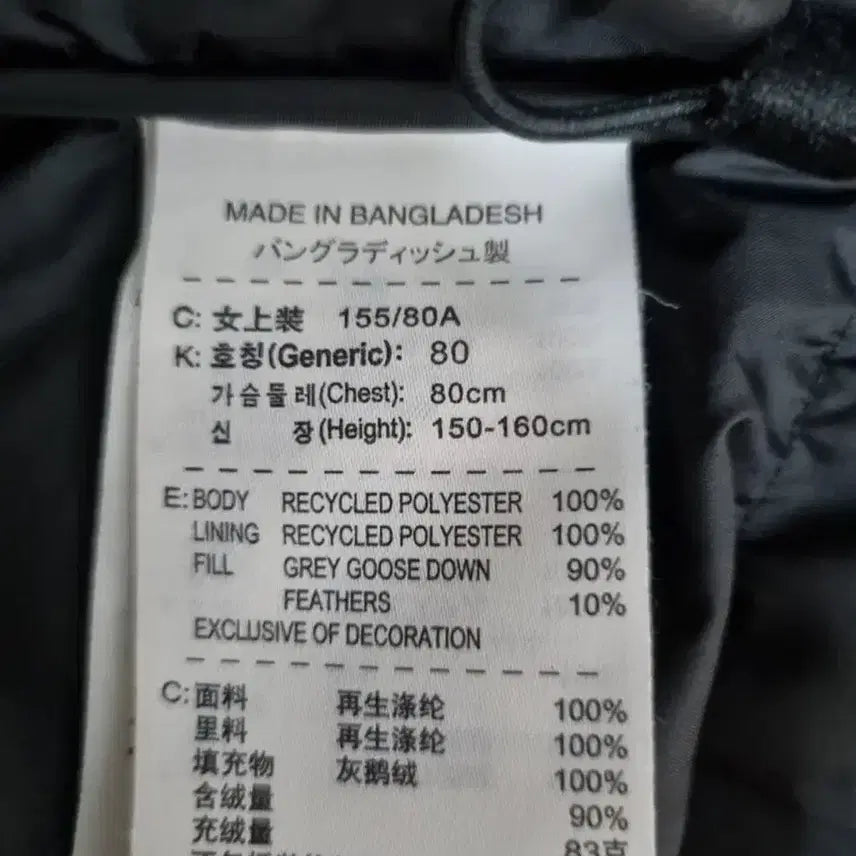 MADE IN BANGLADESH
バングラディッシュ製
C: 女上装 155/80A
K: 호칭(Generic): 80
가슴둘레(Chest): 80cm
신 장(Height): 150-160cm
E: BODY RECYCLED POLYESTER 100%
LINING RECYCLED POLYESTER 100%
FILL GREY GOOSE DOWN 90%
FEATHERS 10%
EXCLUSIVE OF DECORATION
C: 面料 再生涤纶 100%
里料 再生涤纶 100%
填充物 灰鹅绒 100%
含绒量 90%
充绒量 83克